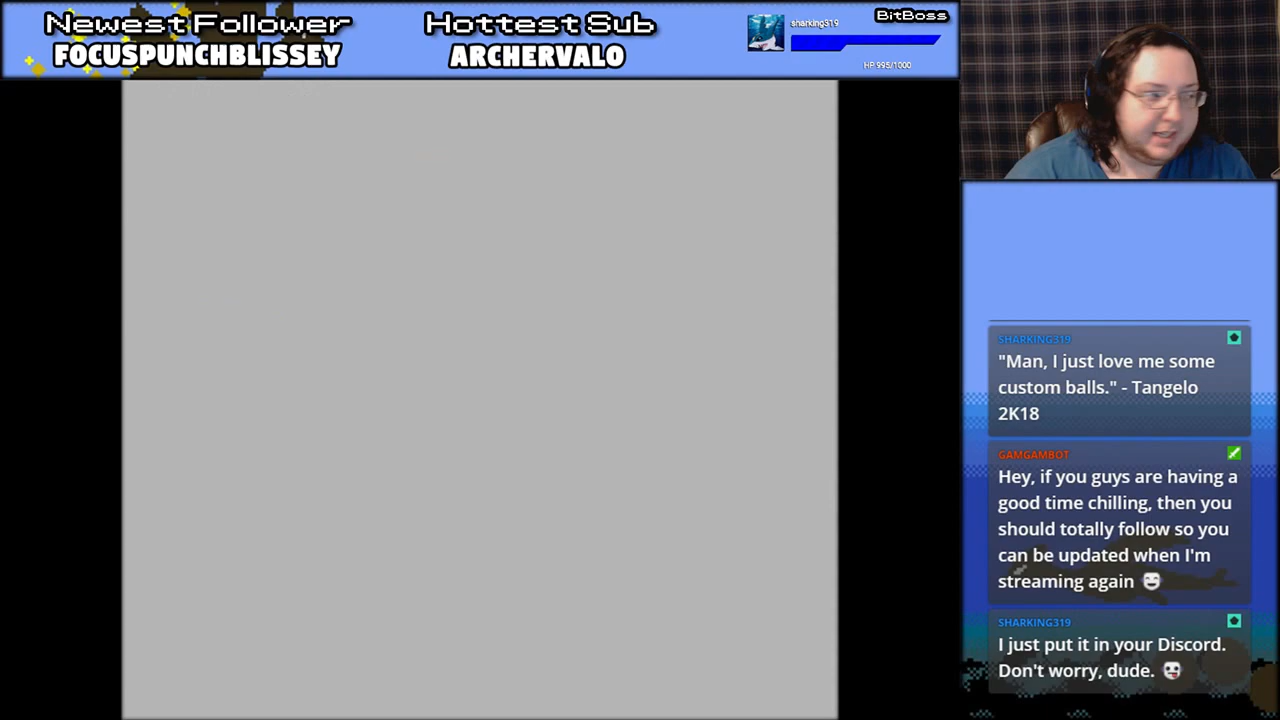 Newest Follower
FOCUSPUNCHBLISSEY
Hottest Sub
ARCHERVALO
sharking319
BitBoss
HP 995/1000
SHARKING319
"Man, I just love me some
custom balls." - Tangelo
2K18
GAMGAMBOT
Hey, if you guys are having a
good time chilling, then you
should totally follow so you
can be updated when I'm
streaming again
SHARKING319
I just put it in your Discord.
Don't worry, dude.